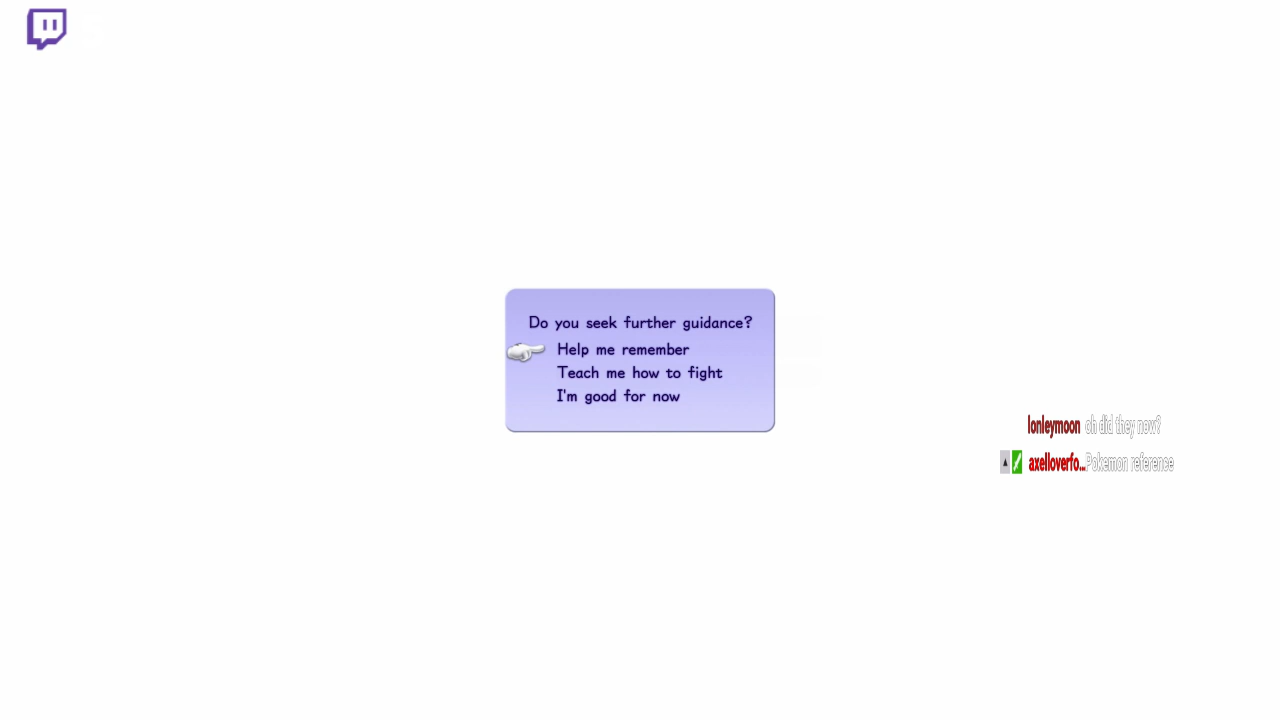 Do you seek further guidance?
Help me remember
Teach me how to fight
I'm good for now
lonleymoon oh did they now?
axelloverfo... Pokemon reference